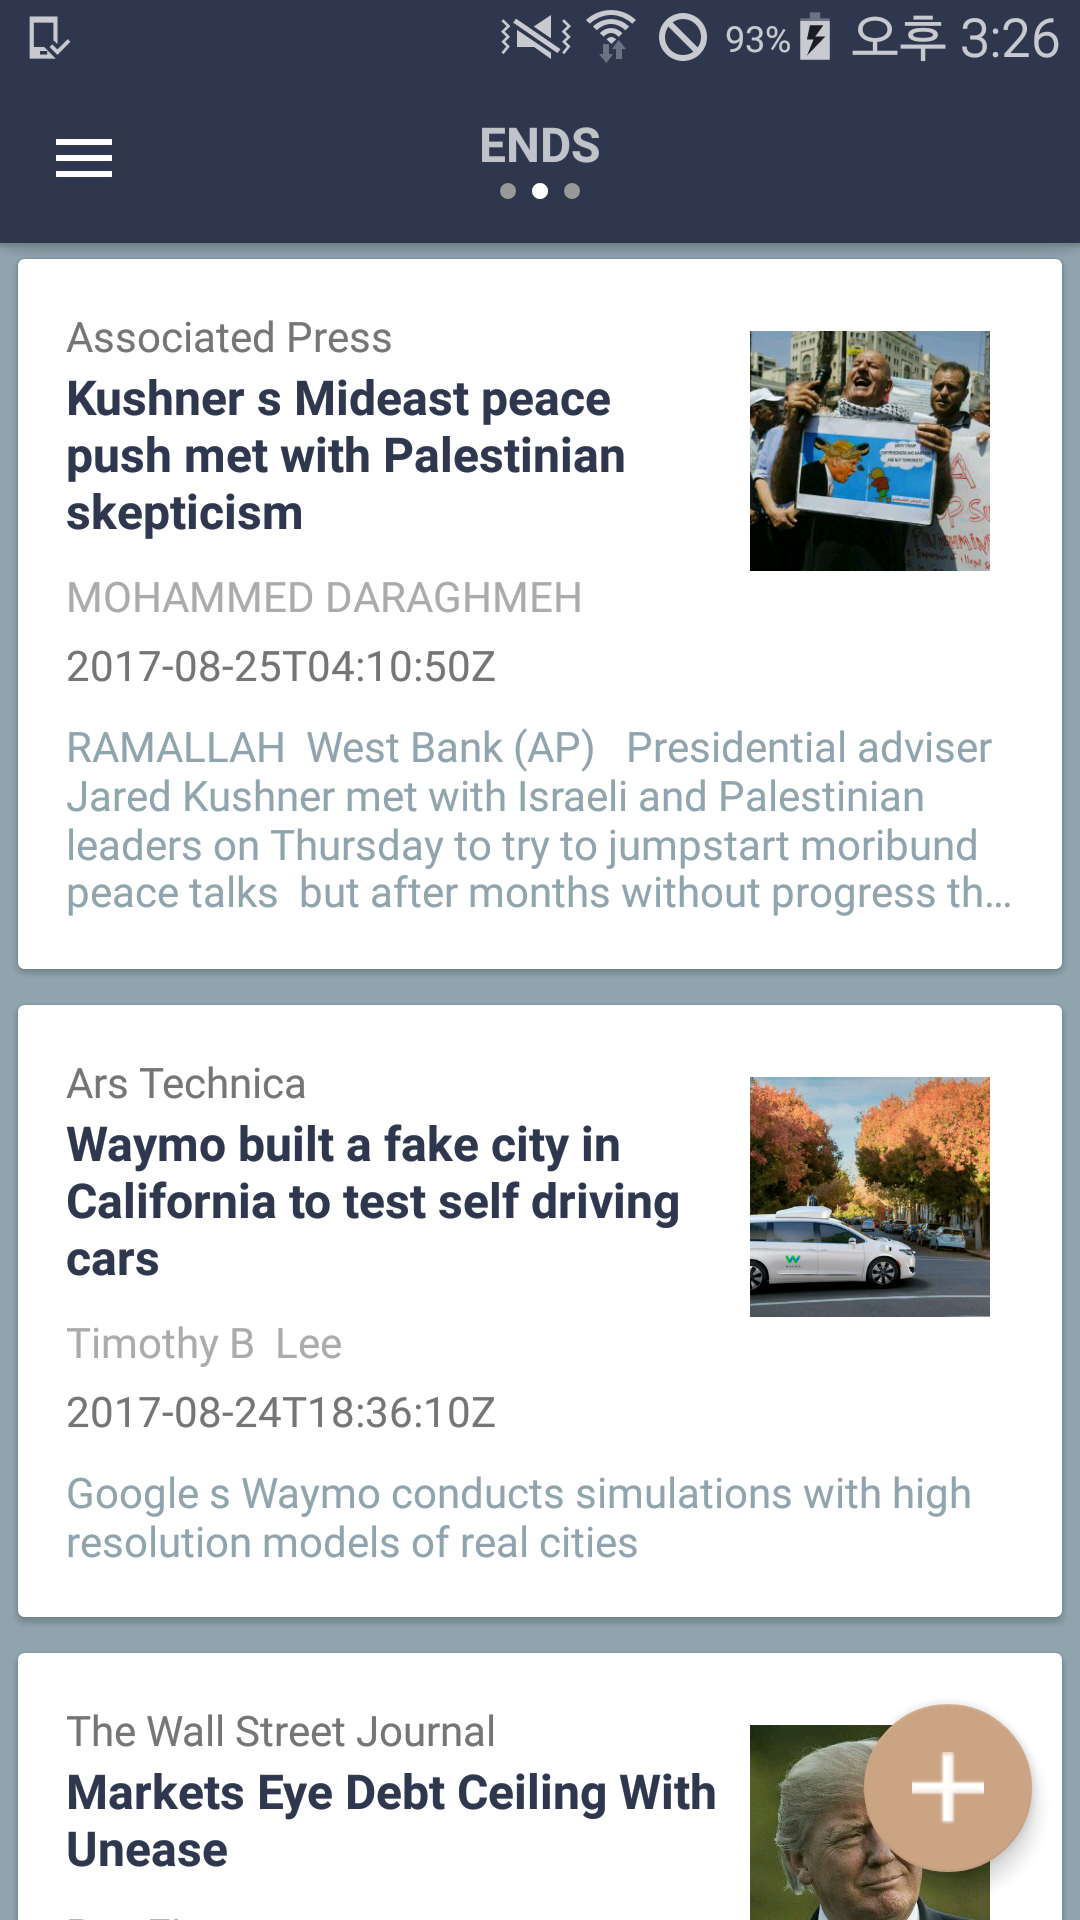 93% 오후 3:26
ENDS
Associated Press
Kushner s Mideast peace
push met with Palestinian
skepticism
MOHAMMED DARAGHMEH
2017-08-25T04:10:50Z
RAMALLAH  West Bank (AP)   Presidential adviser
Jared Kushner met with Israeli and Palestinian
leaders on Thursday to try to jumpstart moribund
peace talks  but after months without progress th...
Ars Technica
Waymo built a fake city in
California to test self driving
cars
Timothy B  Lee
2017-08-24T18:36:10Z
Google s Waymo conducts simulations with high
resolution models of real cities
The Wall Street Journal
Markets Eye Debt Ceiling With
Unease